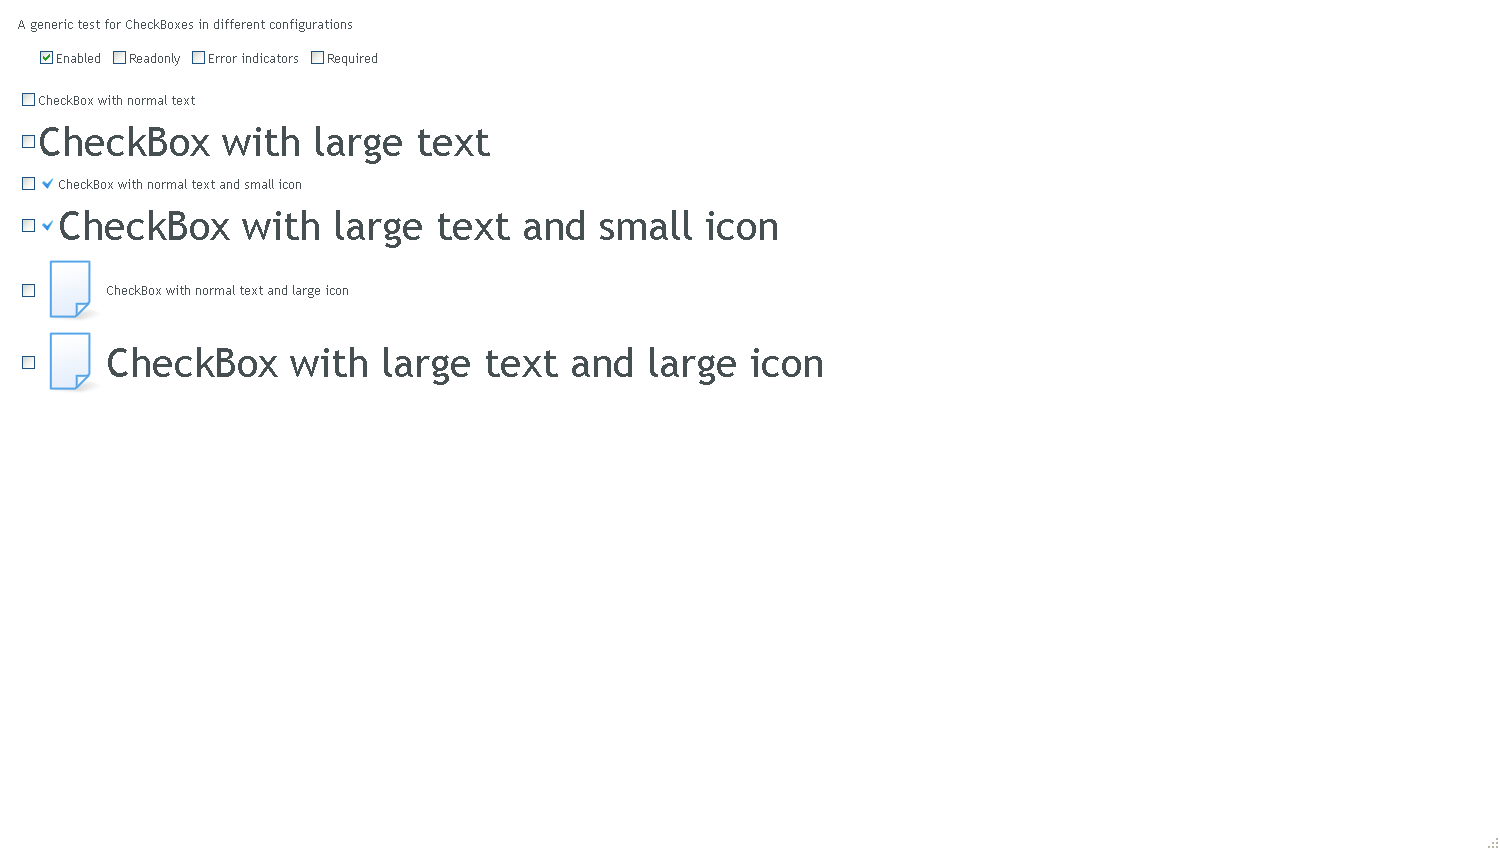 A generic test for CheckBoxes in different configurations
Enabled Readonly Error indicators Required
CheckBox with normal text
CheckBox with large text
CheckBox with normal text and small icon
CheckBox with large text and small icon
CheckBox with normal text and large icon
CheckBox with large text and large icon